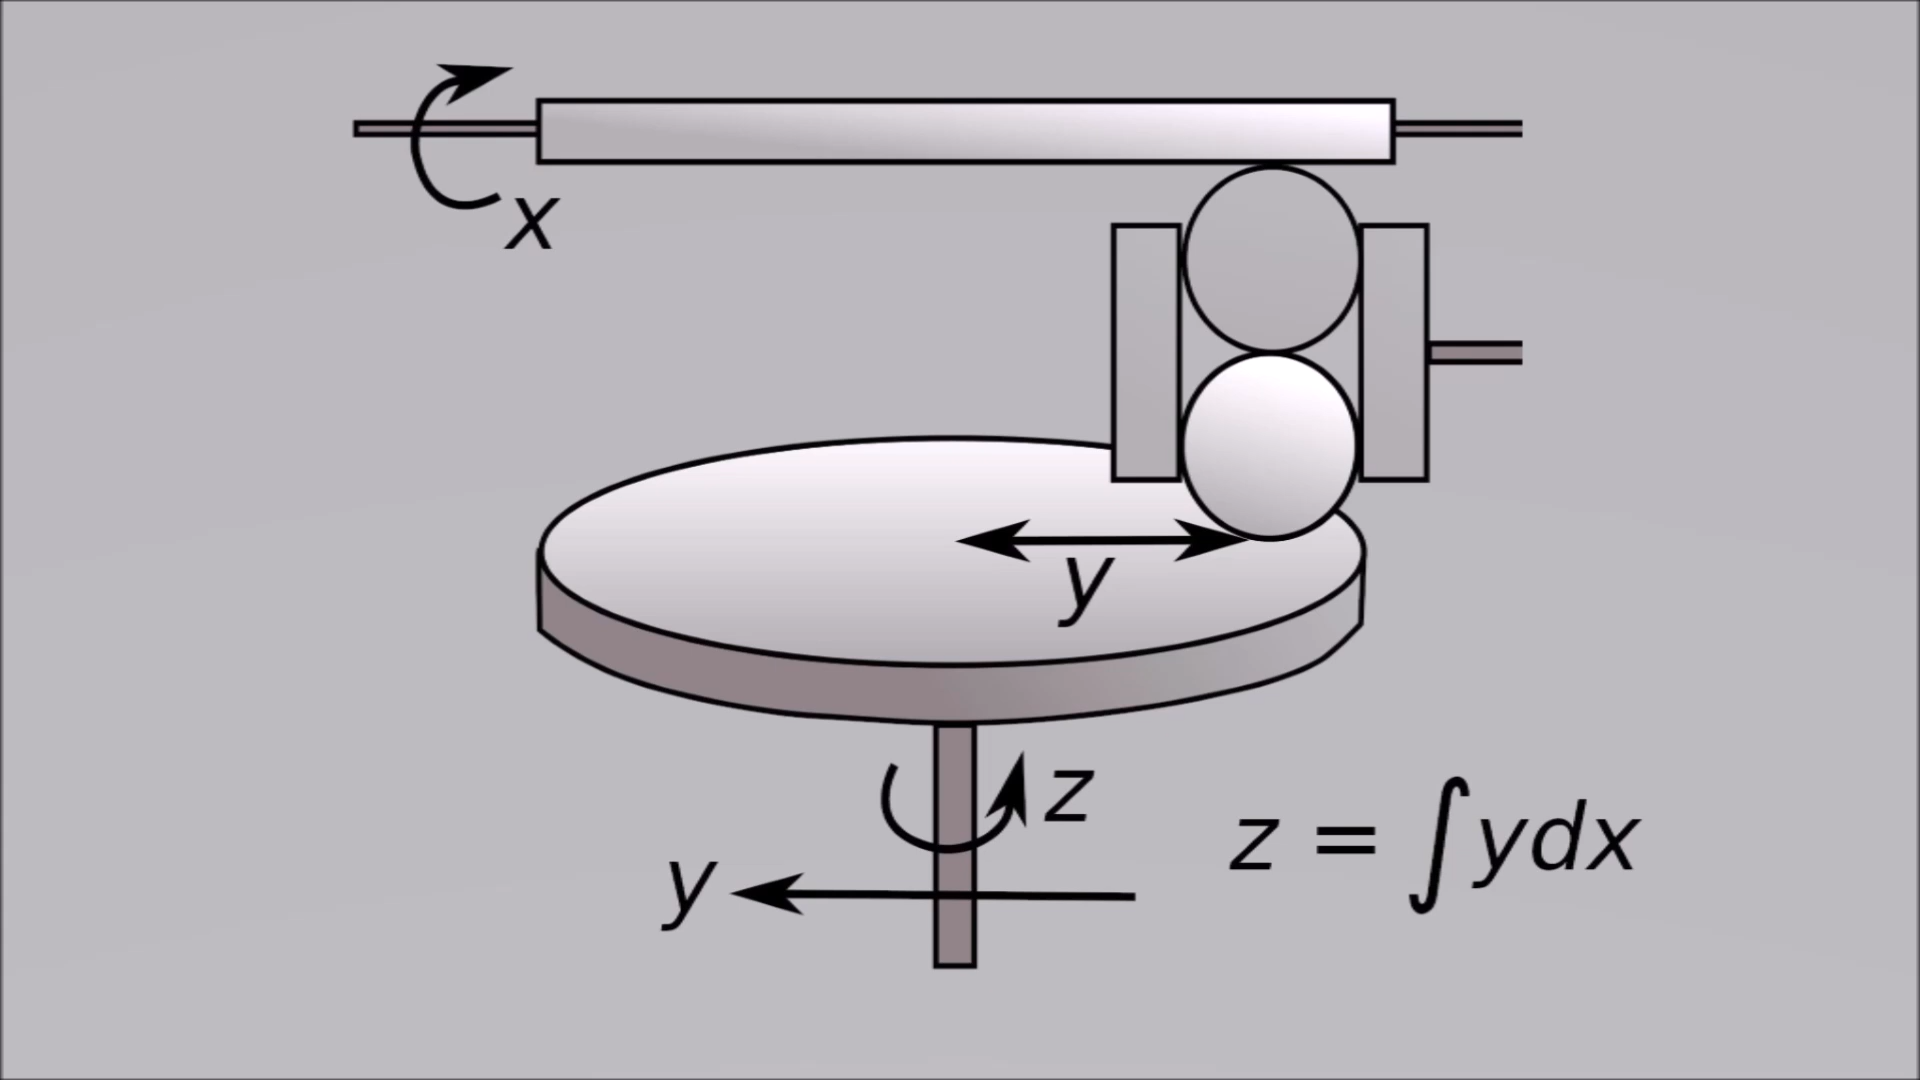 x
y
z
y
z = ∫ydx